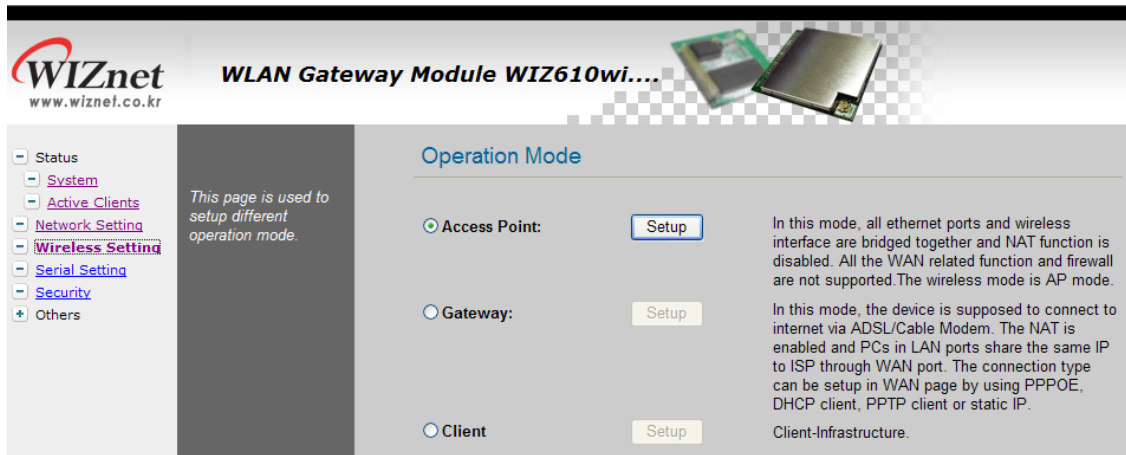 WIZnet
www.wiznet.co.kr
WLAN Gateway Module WIZ610wi....
Status
System
Active Clients
Network Setting
Wireless Setting
Serial Setting
Security
Others
This page is used to
setup different
operation mode.
Operation Mode
Access Point:
Setup
In this mode, all ethernet ports and wireless
interface are bridged together and NAT function is
disabled. All the WAN related function and firewall
are not supported.The wireless mode is AP mode.
Gateway:
Setup
In this mode, the device is supposed to connect to
internet via ADSL/Cable Modem. The NAT is
enabled and PCs in LAN ports share the same IP
to ISP through WAN port. The connection type
can be setup in WAN page by using PPPOE,
DHCP client, PPTP client or static IP.
Client
Setup
Client-Infrastructure.